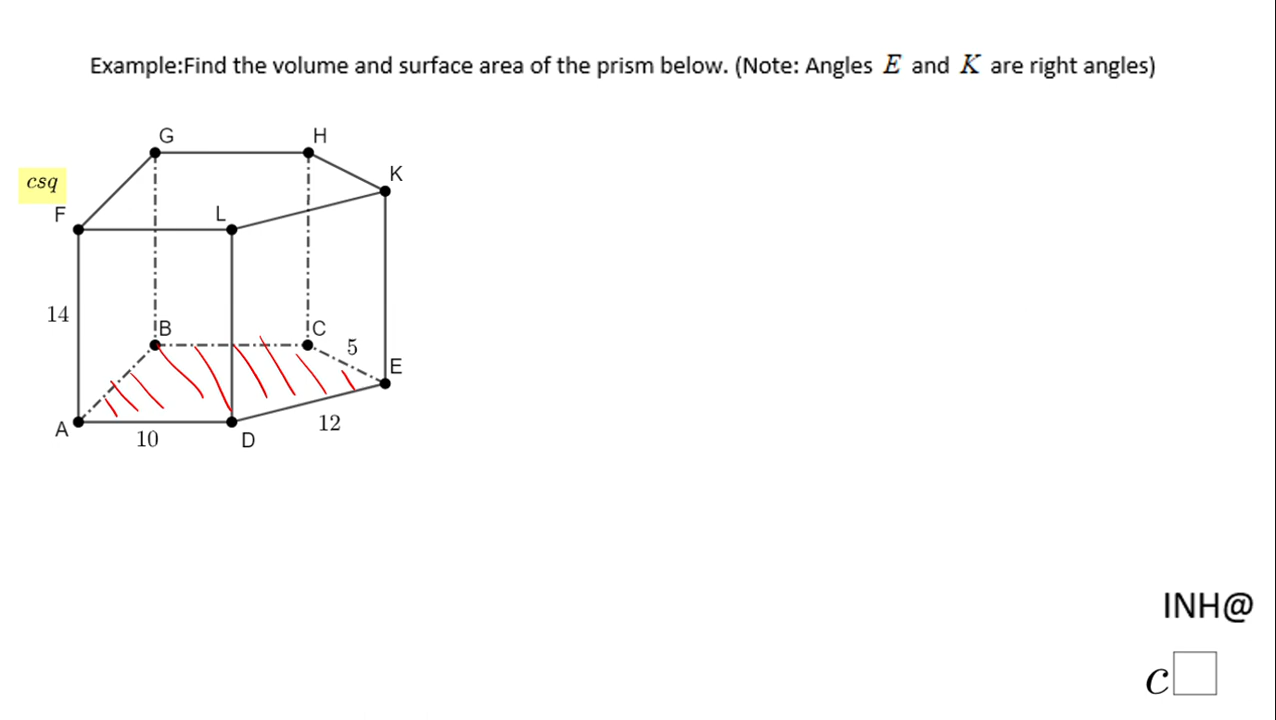 Example:Find the volume and surface area of the prism below. (Note: Angles E and K are right angles)
G H
csq
K
F L
14
B C
5
E
A 12
10 D
INH@
c